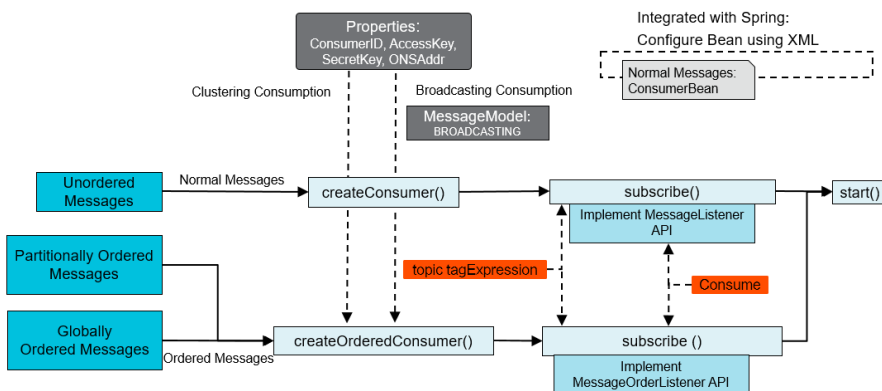 Properties:
ConsumerID, AccessKey,
SecretKey, ONSAddr
Integrated with Spring:
Configure Bean using XML
Normal Messages:
ConsumerBean
Clustering Consumption
Broadcasting Consumption
MessageModel:
BROADCASTING
Unordered
Messages
Normal Messages
createConsumer()
subscribe()
start()
Implement MessageListener
API
Partitionally Ordered
Messages
topic tagExpression
Consume
Globally
Ordered Messages
Ordered Messages
createOrderedConsumer()
subscribe ()
Implement
MessageOrderListener API